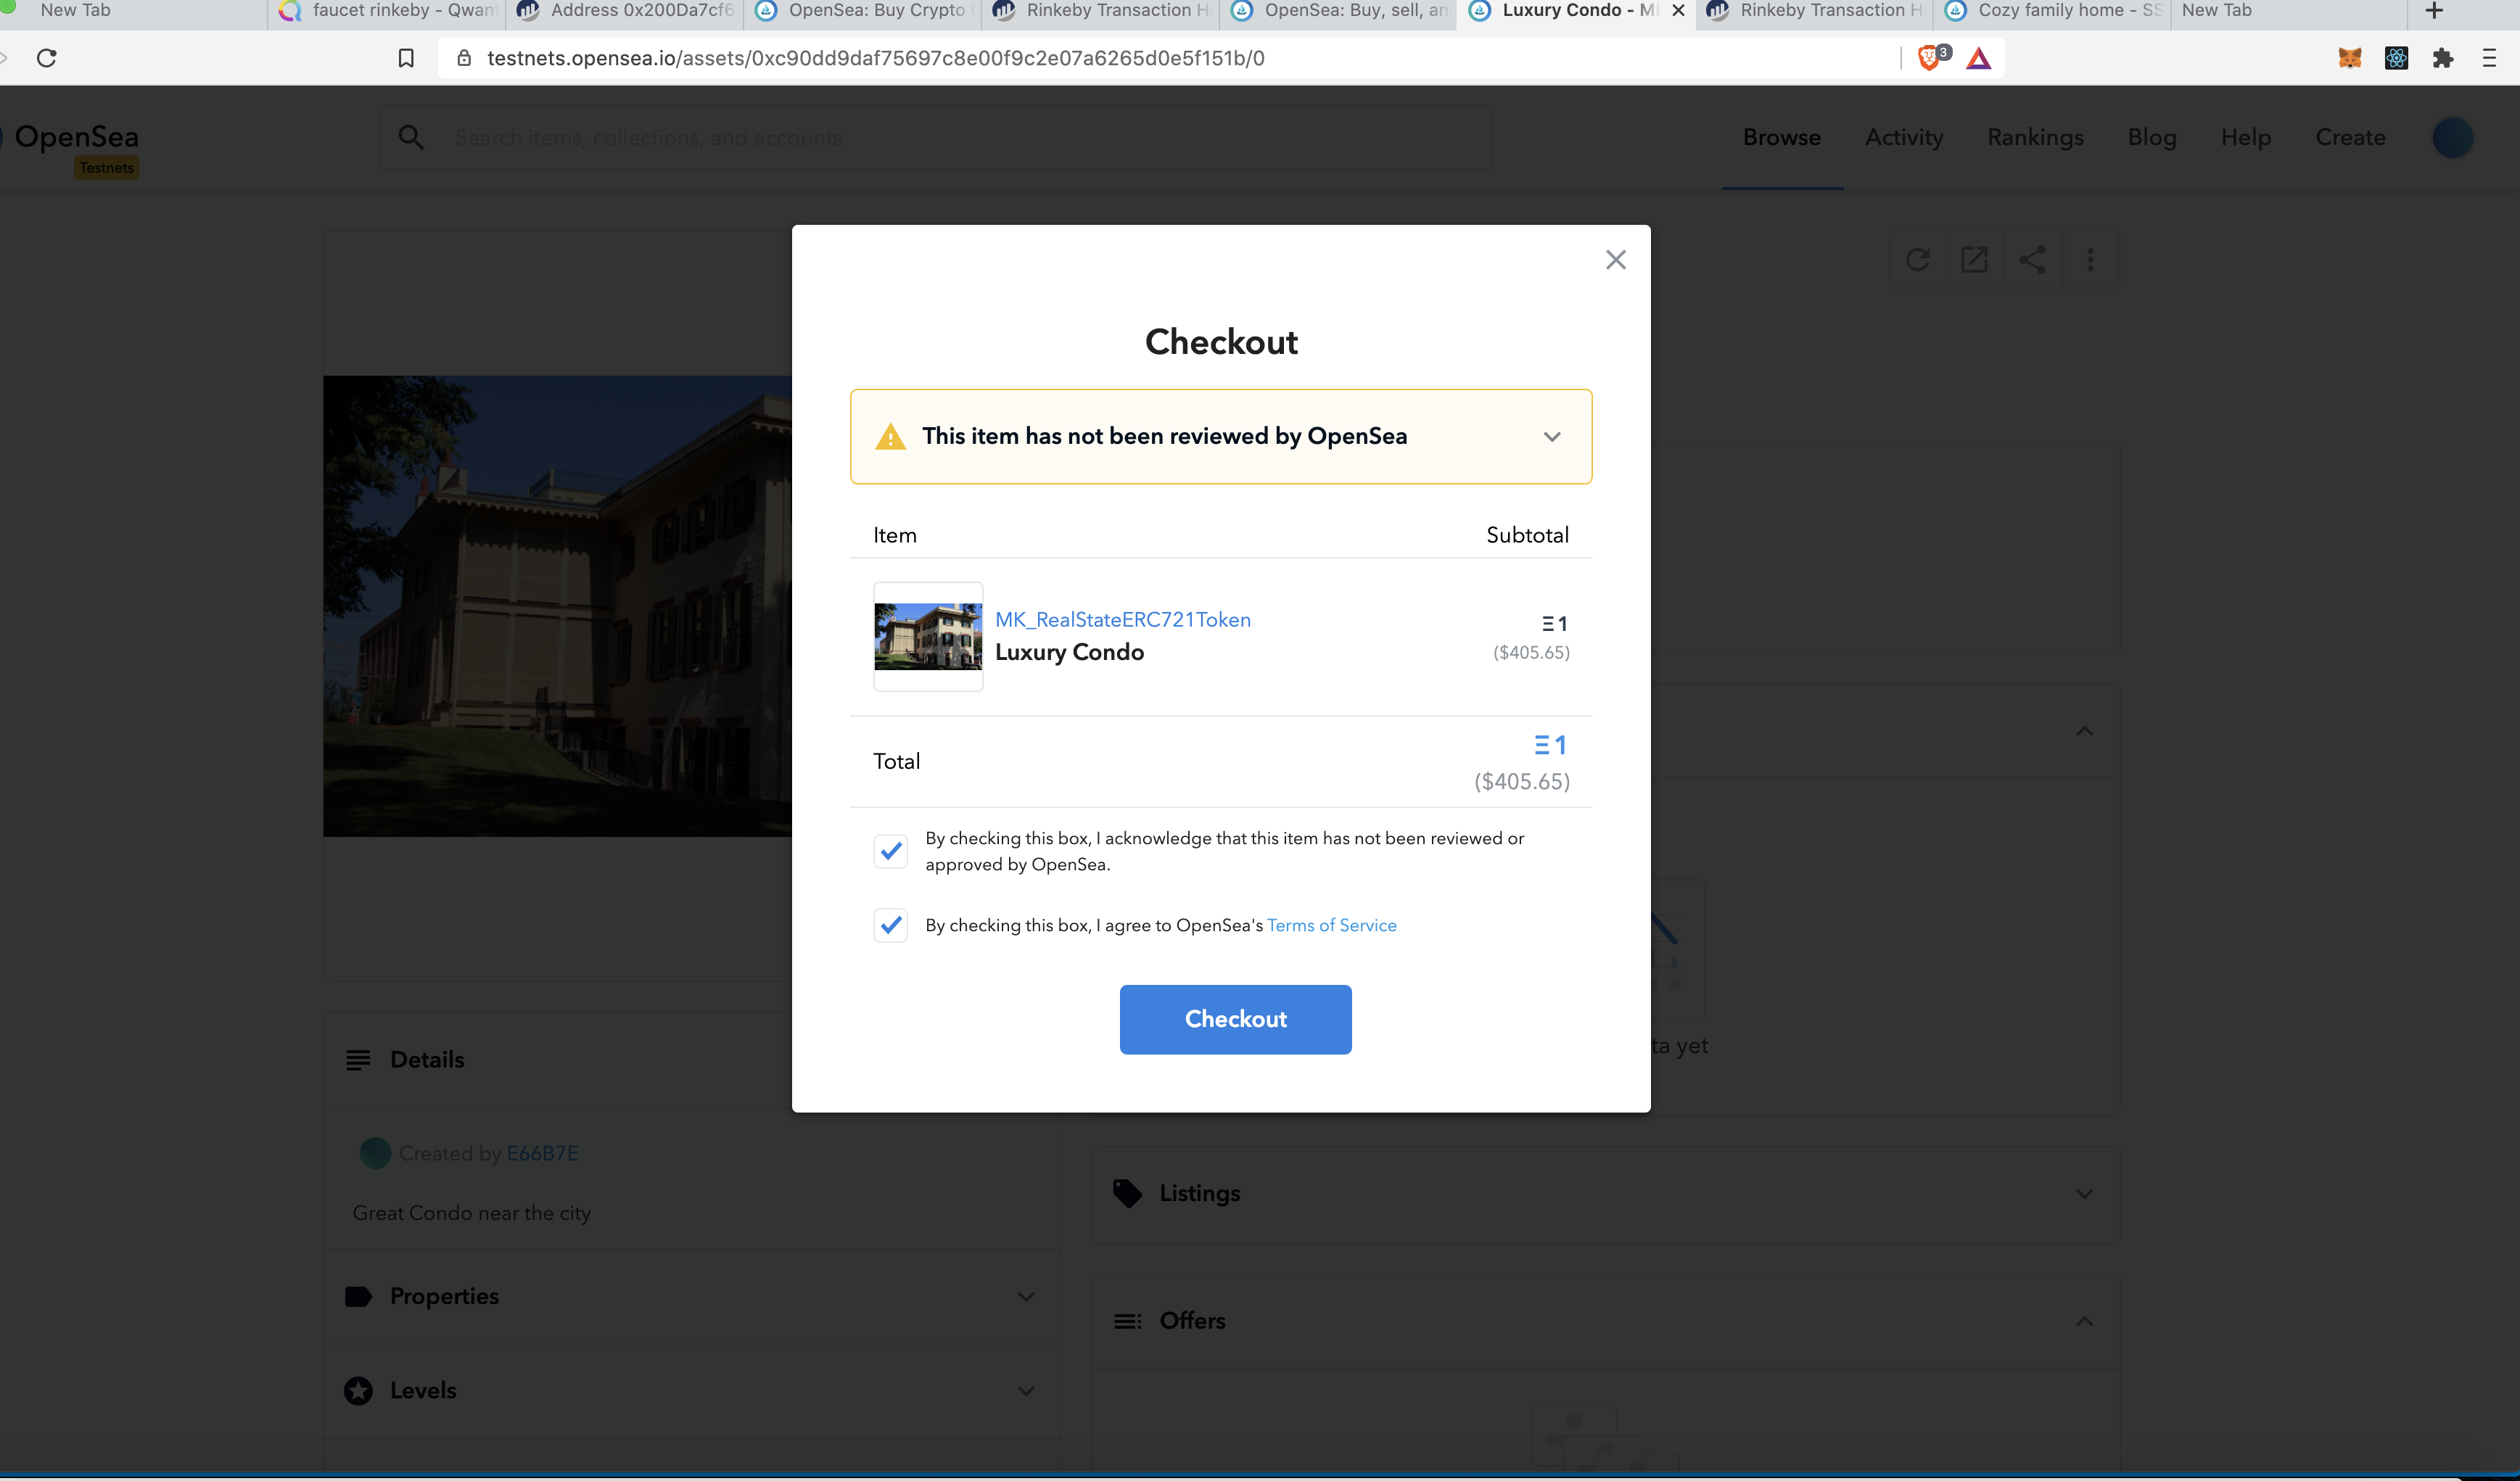 New Tab
faucet rinkeby - Qwant
Address 0x200Da7cf6
OpenSea: Buy Crypto
Rinkeby Transaction H
OpenSea: Buy, sell, an
Luxury Condo - M
Rinkeby Transaction H
Cozy family home - SS
New Tab
testnets.opensea.io/assets/0xc90dd9daf75697c8e00f9c2e07a6265d0e5f151b/0
3
OpenSea
Testnets
Search items, collections, and accounts
Browse
Activity
Rankings
Blog
Help
Create
Checkout
This item has not been reviewed by OpenSea
Item
Subtotal
MK_RealStateERC721Token
Luxury Condo
Ξ 1
($405.65)
Total
Ξ 1
($405.65)
By checking this box, I acknowledge that this item has not been reviewed or
approved by OpenSea.
By checking this box, I agree to OpenSea's Terms of Service
Checkout
ta yet
Details
Created by E66B7E
Great Condo near the city
Properties
Levels
Listings
Offers